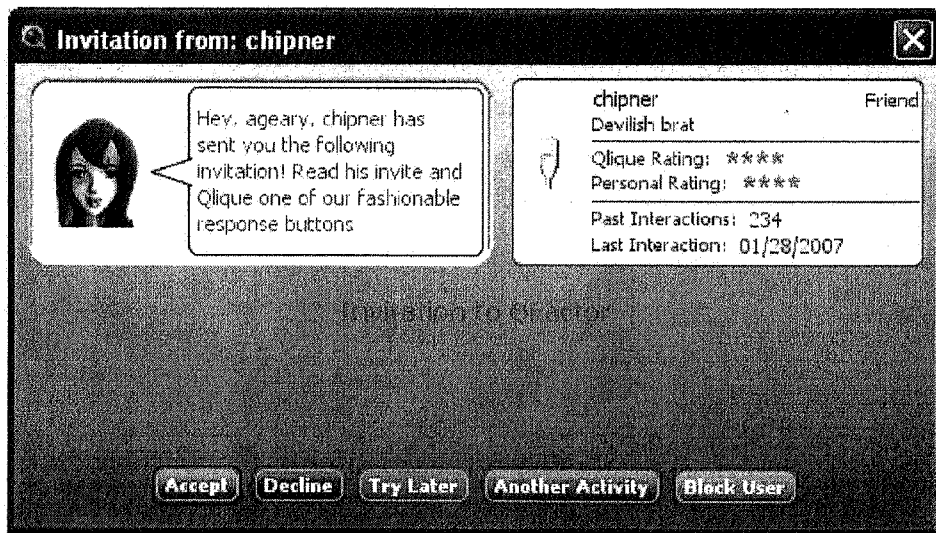 Invitation from: chipner
Hey, ageary, chipner has
sent you the following
invitation! Read his invite and
Qlique one of our fashionable
response buttons
chipner Friend
Devilish brat
Qlique Rating: ****
Personal Rating: ****
Past Interactions: 234
Last Interaction: 01/28/2007
Invitation to
Accept Decline Try Later Another Activity Block User